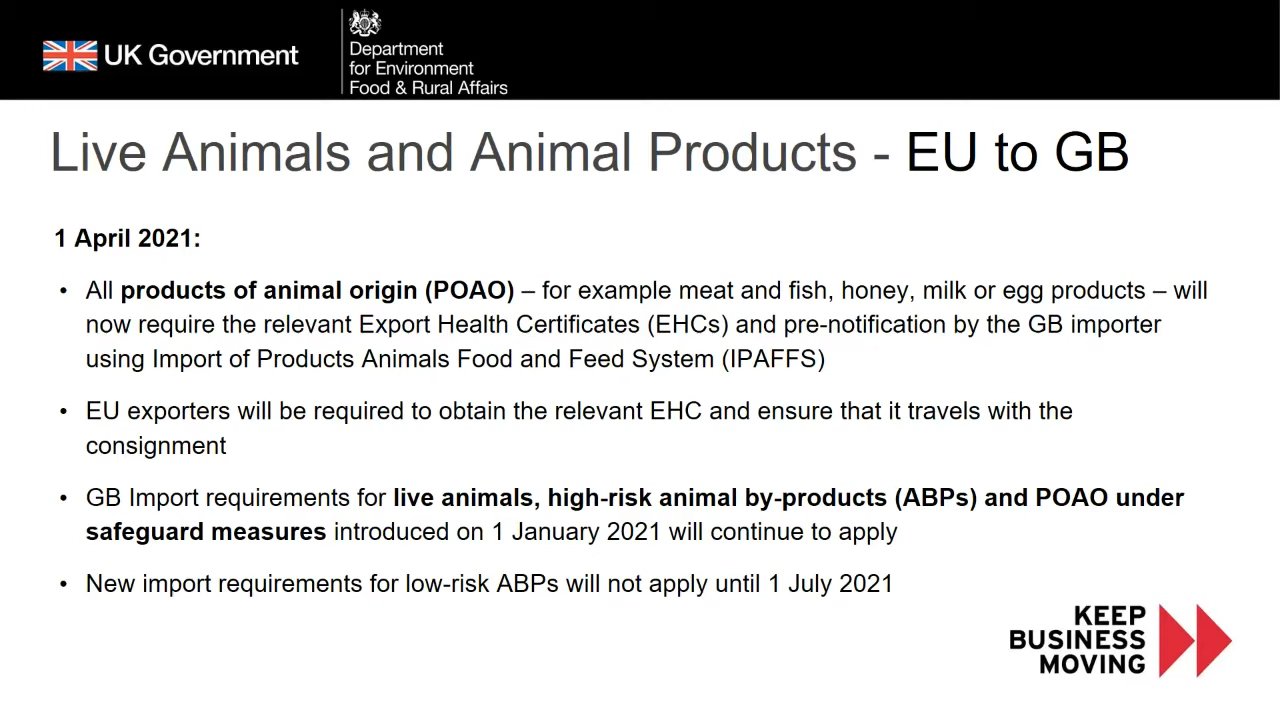 UK Government
Department
for Environment
Food & Rural Affairs
Live Animals and Animal Products - EU to GB
1 April 2021:
• All products of animal origin (POAO) – for example meat and fish, honey, milk or egg products – will
now require the relevant Export Health Certificates (EHCs) and pre-notification by the GB importer
using Import of Products Animals Food and Feed System (IPAFFS)
• EU exporters will be required to obtain the relevant EHC and ensure that it travels with the
consignment
• GB Import requirements for live animals, high-risk animal by-products (ABPs) and POAO under
safeguard measures introduced on 1 January 2021 will continue to apply
• New import requirements for low-risk ABPs will not apply until 1 July 2021
KEEP
BUSINESS
MOVING